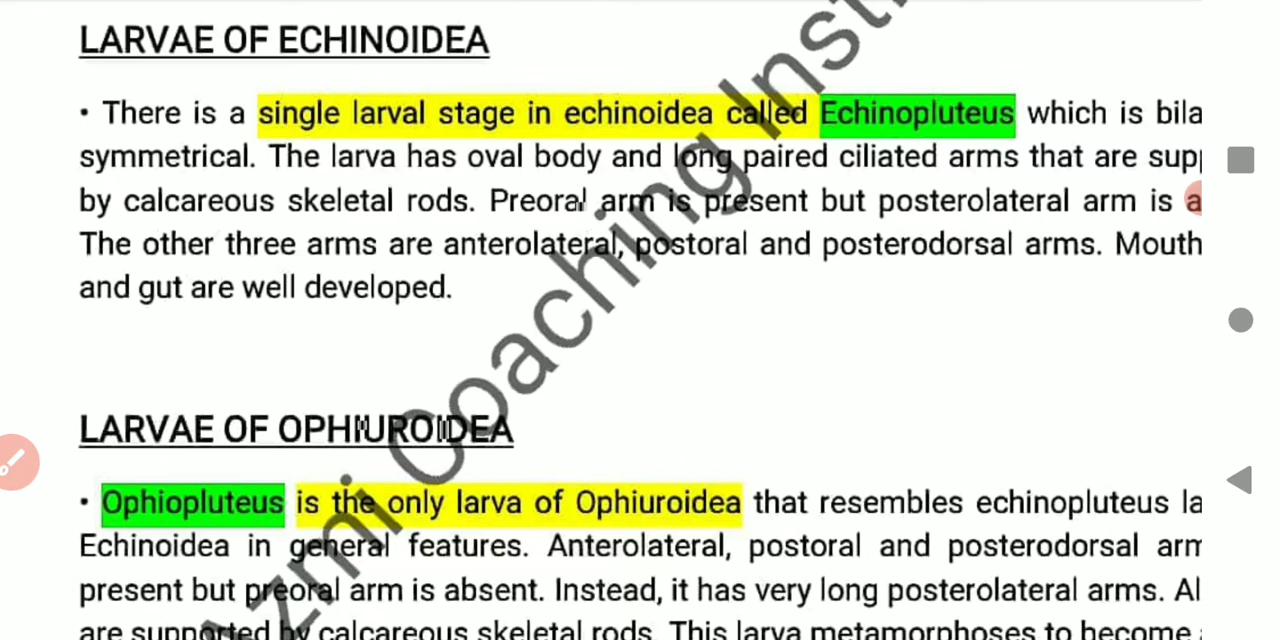 LARVAE OF ECHINOIDEA
• There is a single larval stage in echinoidea called Echinopluteus which is bila
symmetrical. The larva has oval body and long paired ciliated arms that are sup
by calcareous skeletal rods. Preoral arm is present but posterolateral arm is a
The other three arms are anterolateral, postoral and posterodorsal arms. Mouth
and gut are well developed.
LARVAE OF OPHIUROIDEA
• Ophiopluteus is the only larva of Ophiuroidea that resembles echinopluteus la
Echinoidea in general features. Anterolateral, postoral and posterodorsal arm
present but preoral arm is absent. Instead, it has very long posterolateral arms. Al
are supported by calcareous skeletal rods. This larva metamorphoses to become
Azmi Coaching Inst